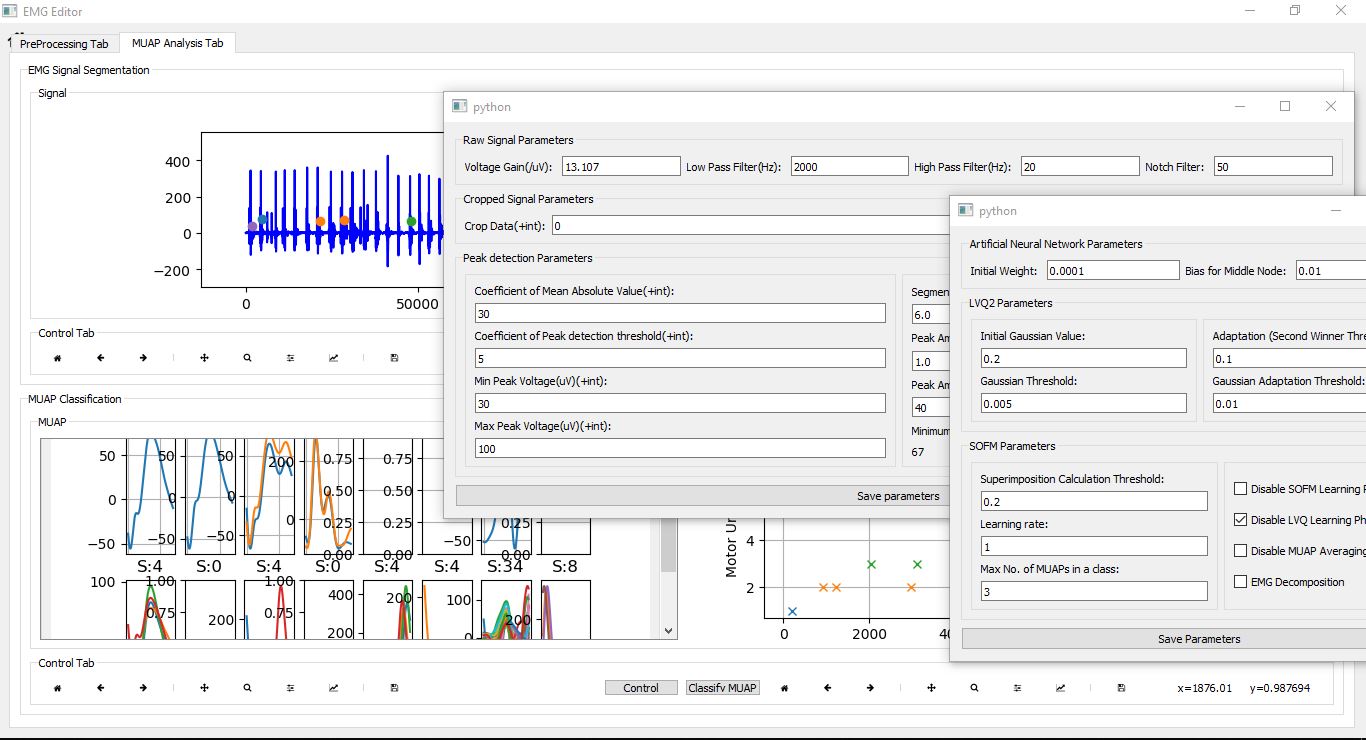 EMG Editor
PreProcessing Tab
MUAP Analysis Tab
EMG Signal Segmentation
Signal
400
200
0
−200
0
50000
Control Tab
MUAP Classification
MUAP
50
0
−50
50
0
−50
200
0
0.75
0.50
0.25
0.00
0.75
0.50
0.25
0.00
−50
S:4
S:0
S:4
S:0
S:4
S:4
S:34
S:8
100
1.00
0.75
200
1.00
0.75
400
200
200
100
0
200
Motor Un
4
2
0
2000
Control Tab
Control
Classify MUAP
x=1876.01 y=0.987694
python
Raw Signal Parameters
Voltage Gain(/uV): 13.107 Low Pass Filter(Hz): 2000 High Pass Filter(Hz): 20 Notch Filter: 50
Cropped Signal Parameters
Crop Data(+int): 0
Peak detection Parameters
Coefficient of Mean Absolute Value(+int):
30
Coefficient of Peak detection threshold(+int):
5
Min Peak Voltage(uV)(+int):
30
Max Peak Voltage(uV)(+int):
100
Segmen
6.0
Peak Am
1.0
Peak Am
40
Minimum
67
Save parameters
python
Artificial Neural Network Parameters
Initial Weight: 0.0001 Bias for Middle Node: 0.01
LVQ2 Parameters
Initial Gaussian Value:
0.2
Gaussian Threshold:
0.005
Adaptation (Second Winner Thre
0.1
Gaussian Adaptation Threshold:
0.01
SOFM Parameters
Superimposition Calculation Threshold:
0.2
Learning rate:
1
Max No. of MUAPs in a class:
3
Disable SOFM Learning P
Disable LVQ Learning Ph
Disable MUAP Averaging
EMG Decomposition
Save Parameters